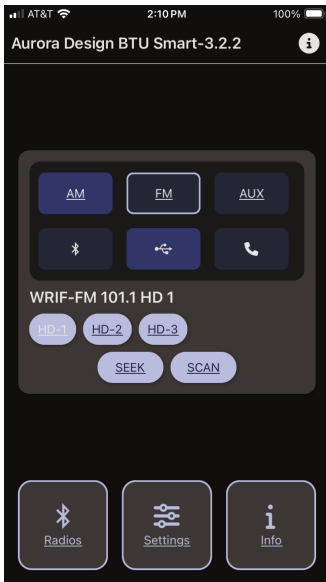 AT&T 2:10 PM 100%
Aurora Design BTU Smart-3.2.2 i
AM FM AUX
WRIF-FM 101.1 HD 1
HD-1 HD-2 HD-3
SEEK SCAN
Radios Settings Info